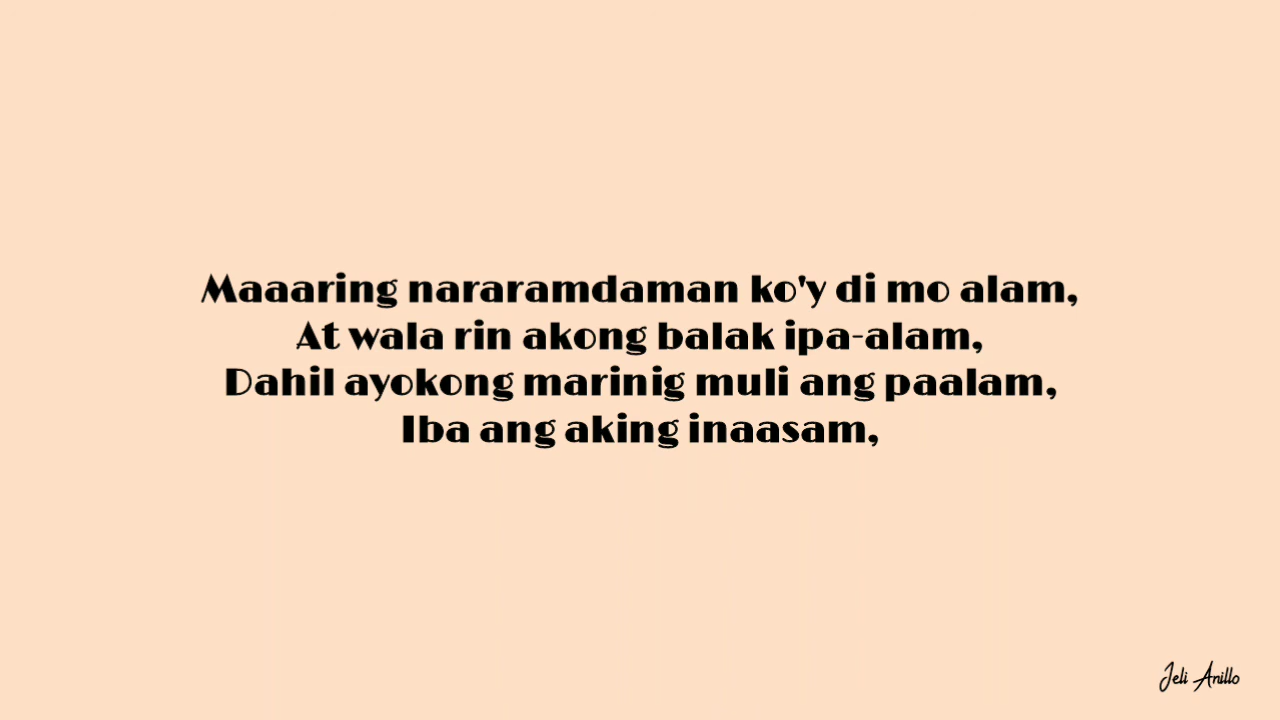 Maaaring nararamdaman ko'y di mo alam,
At wala rin akong balak ipa-alam,
Dahil ayokong marinig muli ang paalam,
Iba ang aking inaasam,
Jeli Anillo